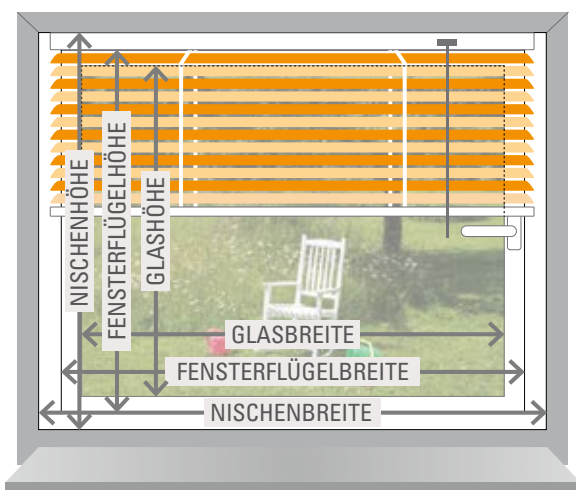 NISCHENHÖHE
FENSTERFLÜGELHÖHE
GLASHÖHE
GLASBREITE
FENSTERFLÜGELBREITE
NISCHENBREITE